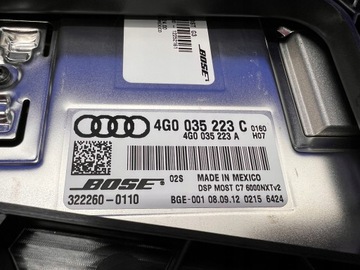 BOSE
4G0 035 223 C 0160
4G0 035 223 A H07
02S MADE IN MEXICO
DSP MOST C7 6000NXTv2
BOSE
322260-0110 BGE-001 08.09.12 0215 6424